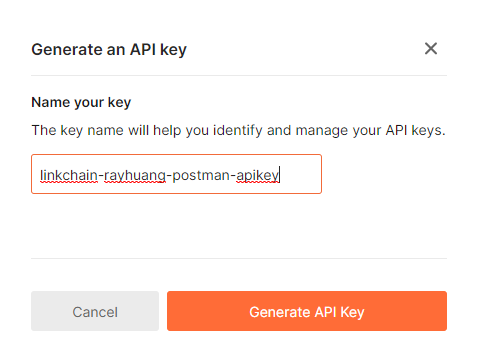 Generate an API key
Name your key
The key name will help you identify and manage your API keys.
linkchain-rayhuang-postman-apikey
Cancel
Generate API Key